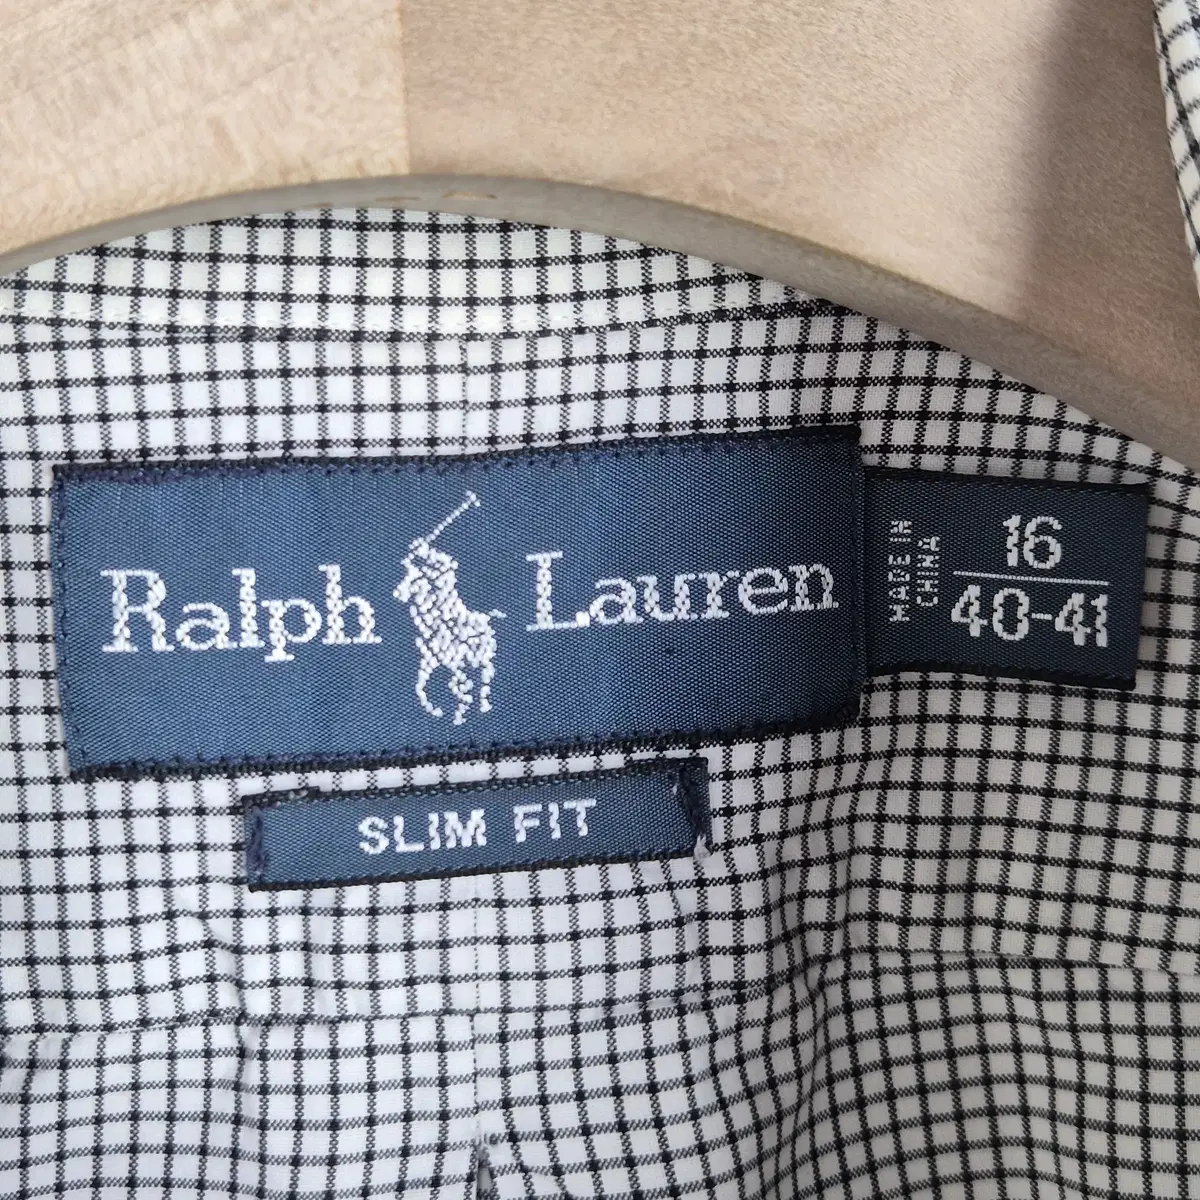 Ralph Lauren
MADE IN
CHINA
16
40-41
SLIM FIT